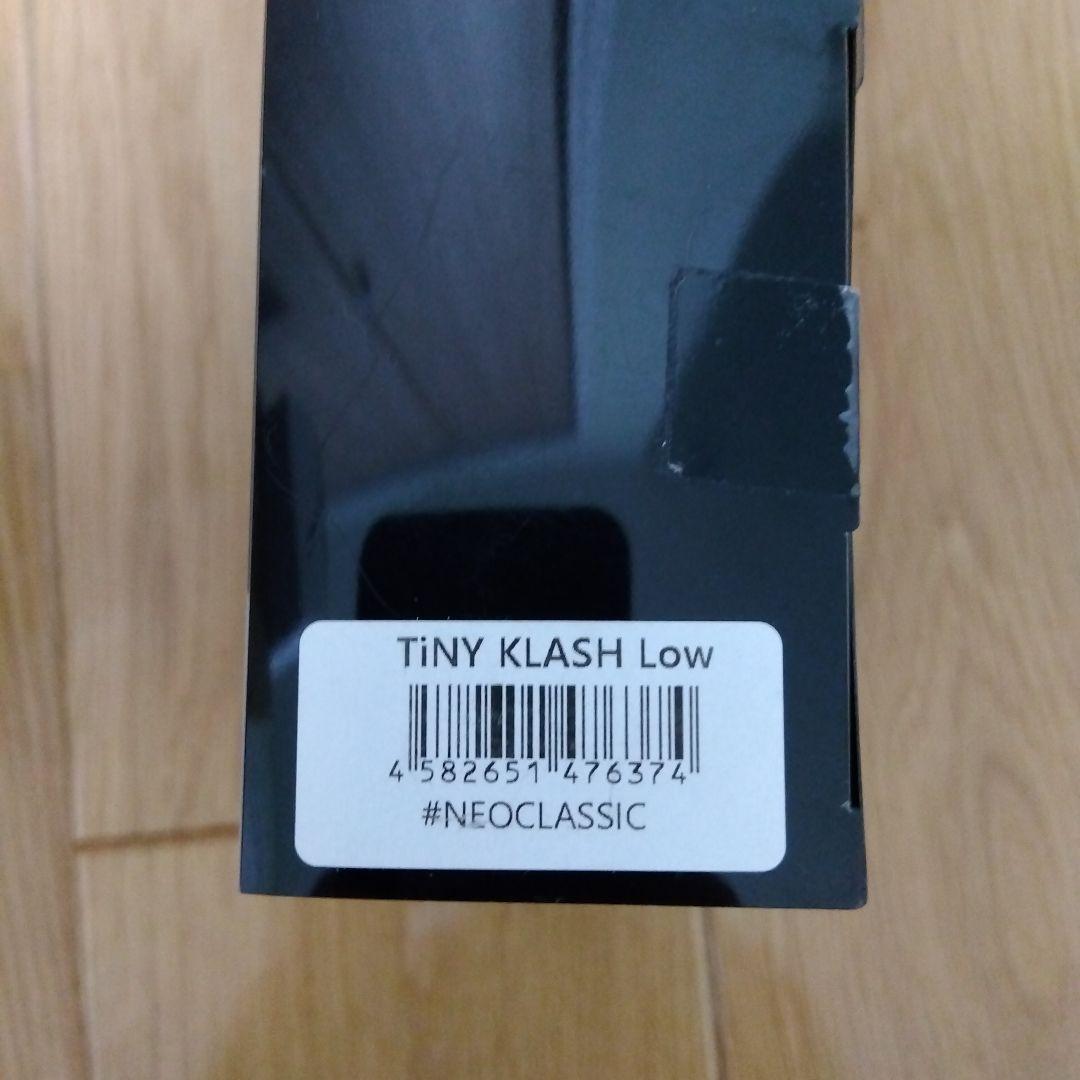 TiNY KLASH Low
4 582651 476374
#NEOCLASSIC